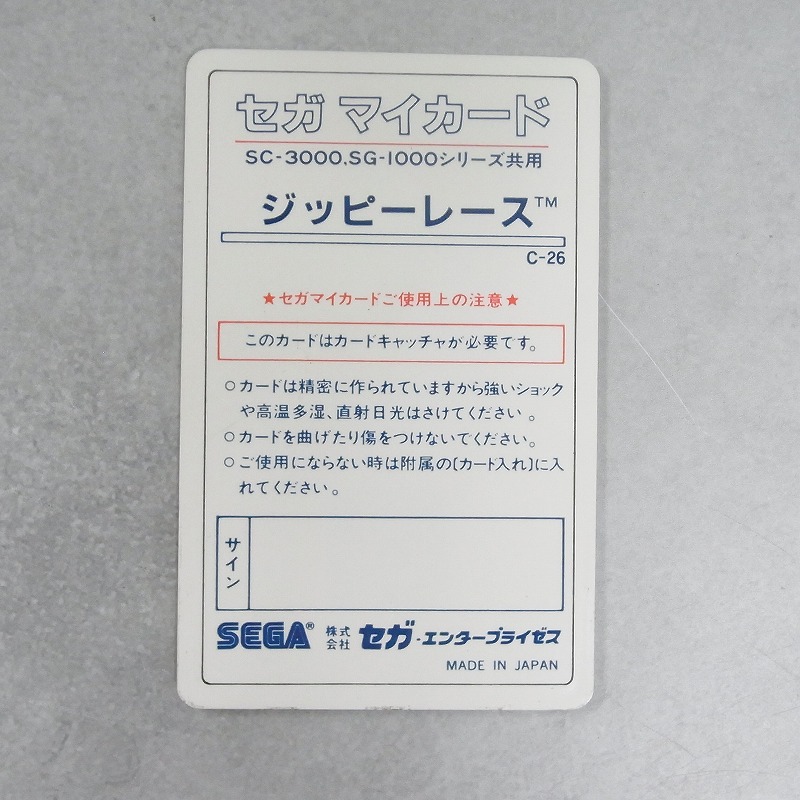 セガ マイカード
SC-3000,SG-1000シリーズ共用
ジッピーレース™
C-26
★セガマイカードご使用上の注意★
このカードはカードキャッチャが必要です。
○カードは精密に作られていますから強いショック
や高温多湿、直射日光はさけてください。
○カードを曲げたり傷をつけないでください。
○ご使用にならない時は附属の〔カード入れ〕に入
れてください。
サイン
SEGA® 株式会社 セガ・エンタープライゼス
MADE IN JAPAN